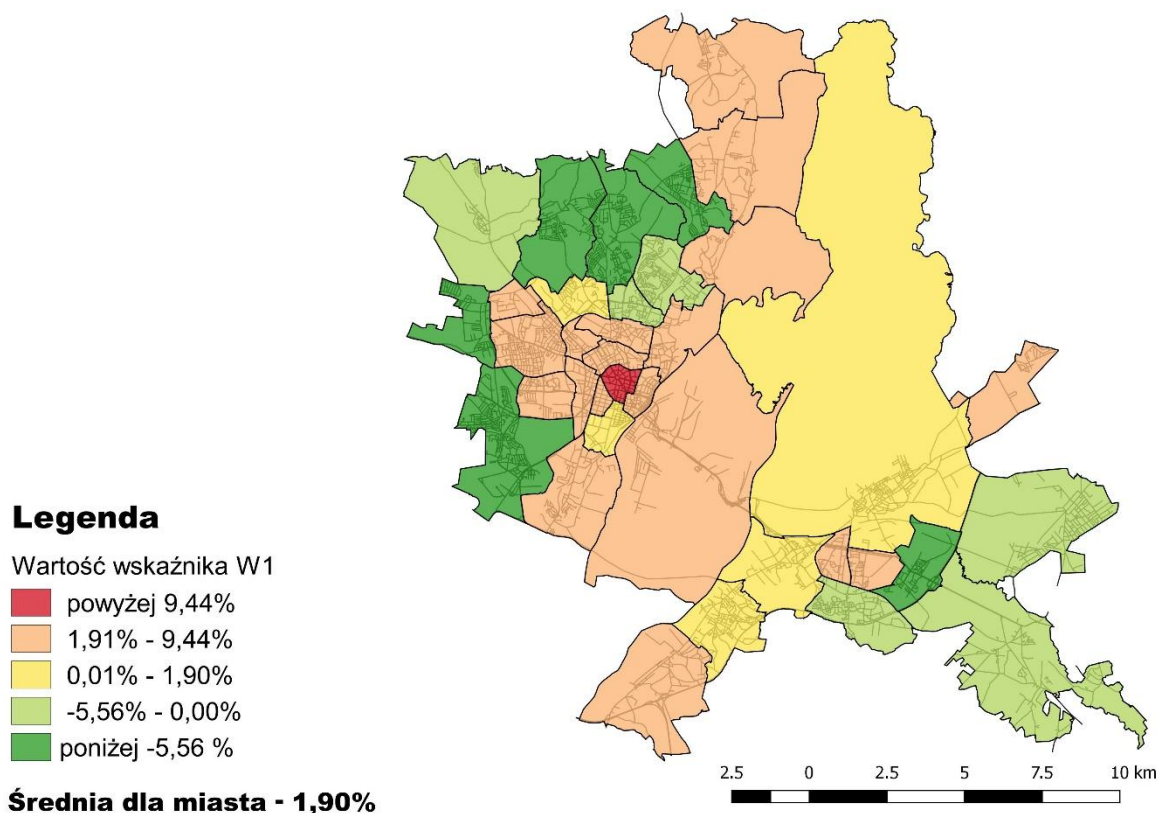 Legenda
Wartość wskaźnika W1
powyżej 9,44%
1,91% - 9,44%
0,01% - 1,90%
-5,56% - 0,00%
poniżej -5,56 %
Średnia dla miasta - 1,90%
2.5 0 2.5 5 7.5 10 km